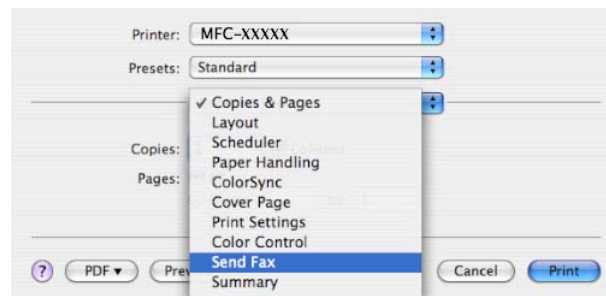 Printer: MFC-XXXXX
Presets: Standard
✓ Copies & Pages
Layout
Scheduler
Copies:
Paper Handling
Pages:
ColorSync
Cover Page
Print Settings
Color Control
Send Fax
Summary
? PDF▼ Cancel Print